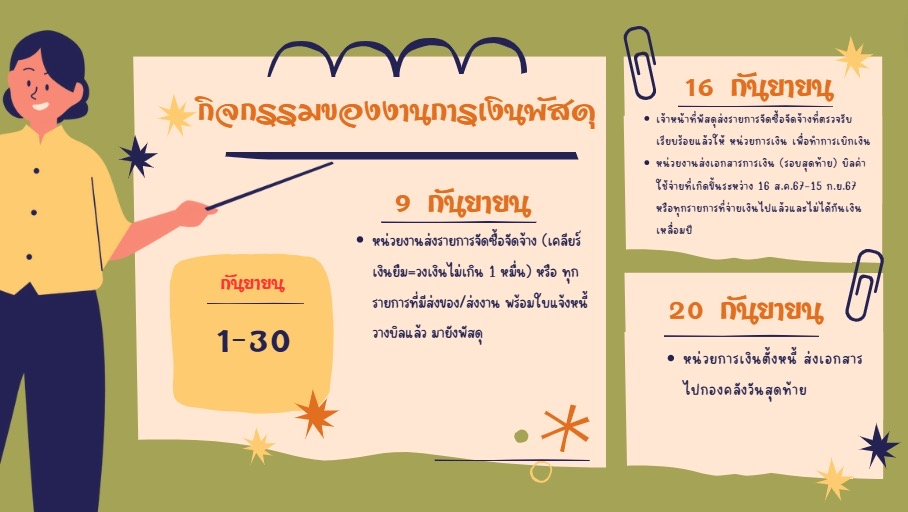 กิจกรรมของงานการเงินพัสดุ
กันยายน
1-30
9 กันยายน
หน่วยงานส่งรายการจัดซื้อจัดจ้าง (เคลียร์
เงินยืม=วงเงินไม่เกิน 1 หมื่น) หรือ ทุก
รายการที่มีส่งของ/ส่งงาน พร้อมใบแจ้งหนี้
วางบิลแล้ว มายังพัสดุ
16 กันยายน
เจ้าหน้าที่พัสดุส่งรายการจัดซื้อจัดจ้างที่ตรวจรับ
เรียบร้อยแล้วให้ หน่วยการเงิน เพื่อทำการเบิกเงิน
หน่วยงานส่งเอกสารการเงิน (รอบสุดท้าย) บิลค่า
ใช้จ่ายที่เกิดขึ้นระหว่าง 16 ส.ค.67-15 ก.ย.67
หรือทุกรายการที่จ่ายเงินไปแล้วและไม่ได้กันเงิน
เหลื่อมปี
20 กันยายน
หน่วยการเงินตั้งหนี้ ส่งเอกสาร
ไปกองคลังวันสุดท้าย